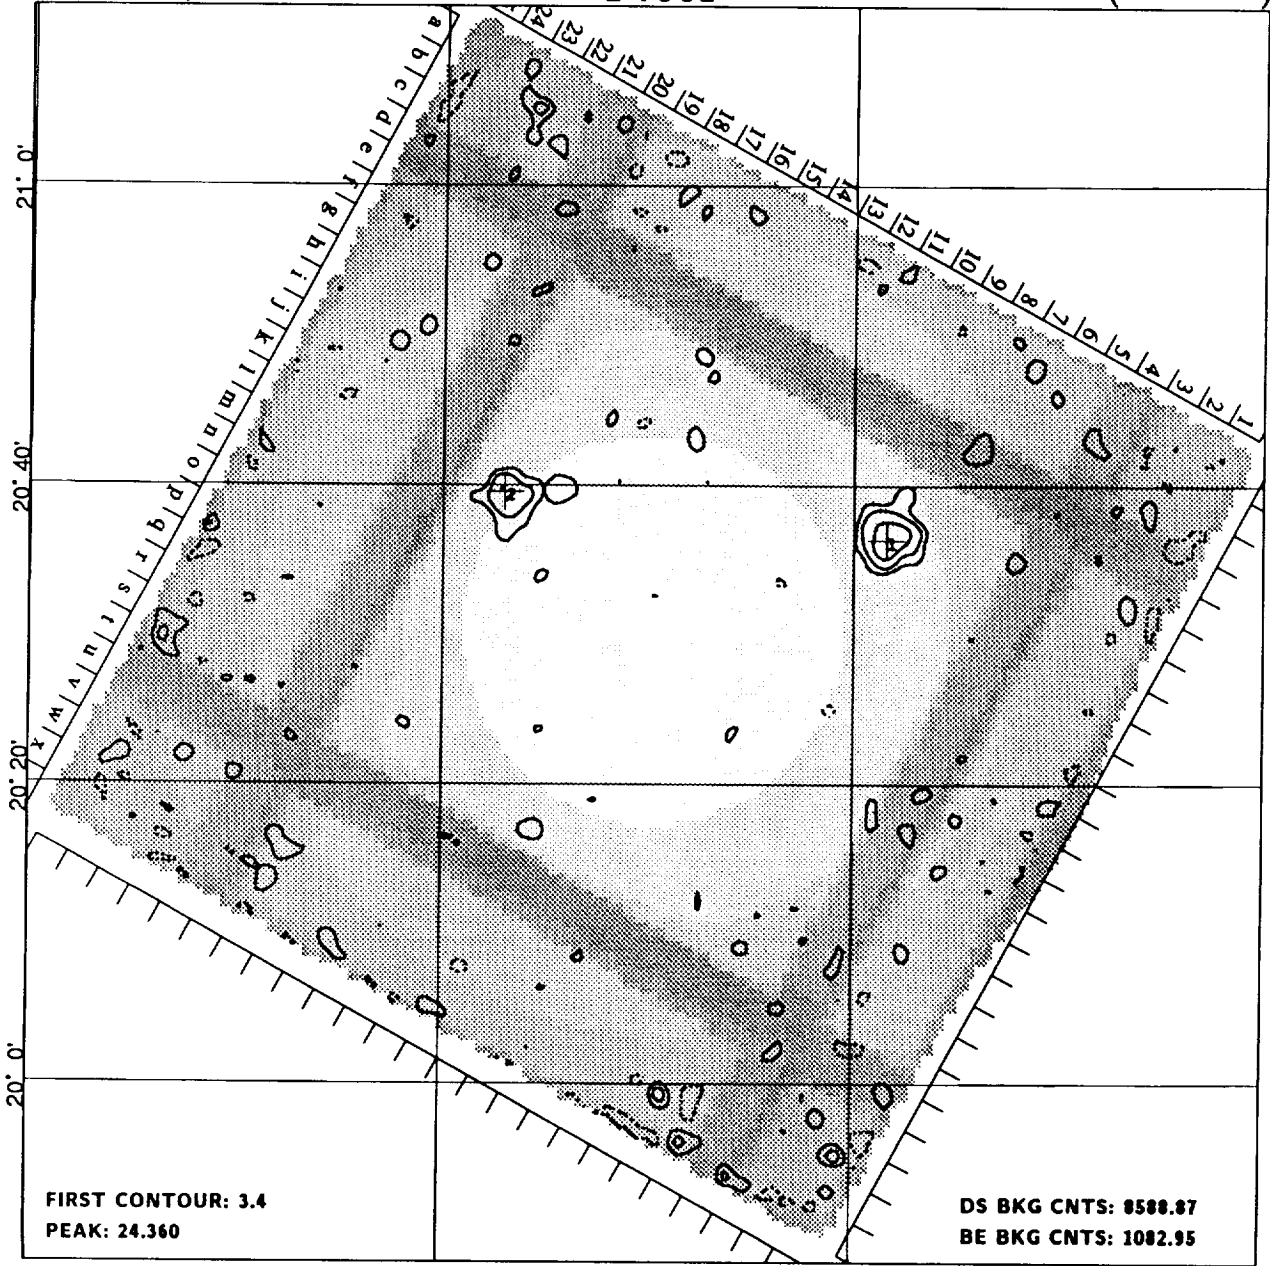 24 23 22 21 20 19 18 17 16 15 14 13 12 11 10 9 8 7 6 5 4 3 2 1
a b c d e f g h i j k l m n o p q r s t u v w x
21° 0'
20° 40'
2
1
20° 20'
20° 0'
FIRST CONTOUR: 3.4
PEAK: 24.360
DS BKG CNTS: 8588.87
BE BKG CNTS: 1082.95